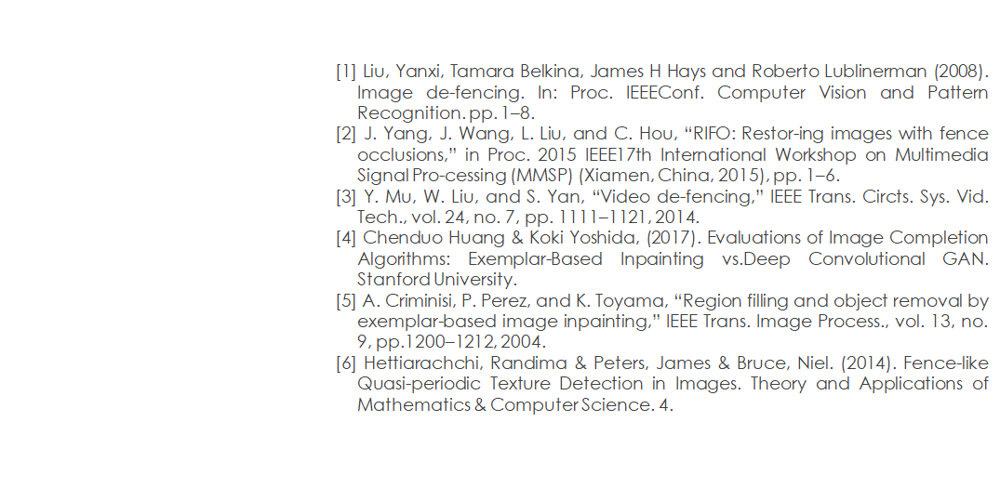 [1] Liu, Yanxi, Tamara Belkina, James H Hays and Roberto Lublinerman (2008).
Image de-fencing. In: Proc. IEEEConf. Computer Vision and Pattern
Recognition. pp. 1–8.
[2] J. Yang, J. Wang, L. Liu, and C. Hou, “RIFO: Restor-ing images with fence
occlusions,” in Proc. 2015 IEEE17th International Workshop on Multimedia
Signal Pro-cessing (MMSP) (Xiamen, China, 2015), pp. 1–6.
[3] Y. Mu, W. Liu, and S. Yan, “Video de-fencing,” IEEE Trans. Circts. Sys. Vid.
Tech., vol. 24, no. 7, pp. 1111–1121, 2014.
[4] Chenduo Huang & Koki Yoshida, (2017). Evaluations of Image Completion
Algorithms: Exemplar-Based Inpainting vs.Deep Convolutional GAN.
Stanford University.
[5] A. Criminisi, P. Perez, and K. Toyama, “Region filling and object removal by
exemplar-based image inpainting,” IEEE Trans. Image Process., vol. 13, no.
9, pp.1200–1212, 2004.
[6] Hettiarachchi, Randima & Peters, James & Bruce, Niel. (2014). Fence-like
Quasi-periodic Texture Detection in Images. Theory and Applications of
Mathematics & Computer Science. 4.